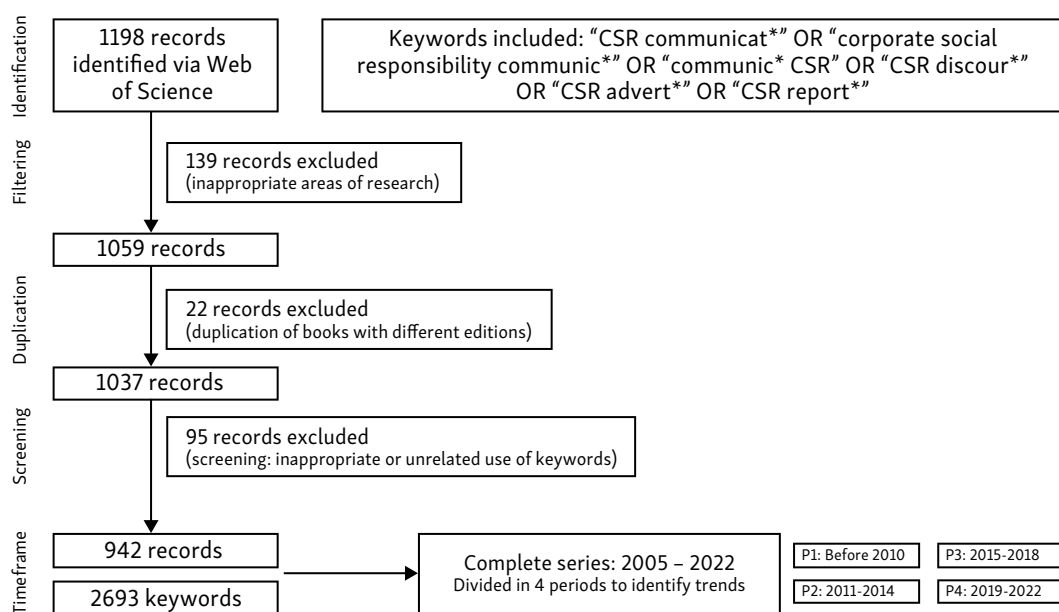 Identification
1198 records
identified via Web
of Science
Keywords included: “CSR communicat*” OR “corporate social
responsibility communic*” OR “communic* CSR” OR “CSR discour*”
OR “CSR advert*” OR “CSR report*”
Filtering
139 records excluded
(inappropriate areas of research)
1059 records
Duplication
22 records excluded
(duplication of books with different editions)
1037 records
Screening
95 records excluded
(screening: inappropriate or unrelated use of keywords)
Timeframe
942 records
2693 keywords
Complete series: 2005 – 2022
Divided in 4 periods to identify trends
P1: Before 2010
P3: 2015-2018
P2: 2011-2014
P4: 2019-2022